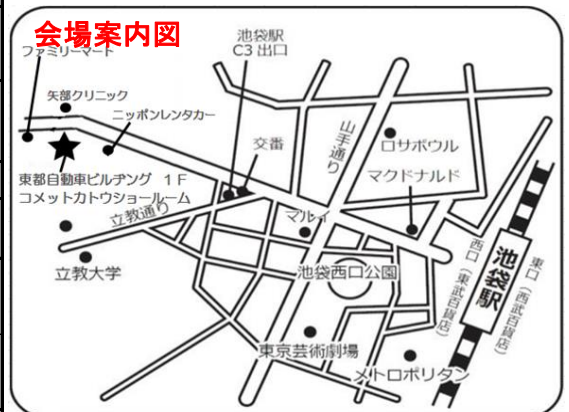 会場案内図
ファミリーマート
池袋駅
C3出口
矢部クリニック
ニッポンレンタカー
交番
山手通り
ロサボウル
マクドナルド
東都自動車ビルヂング 1F
コメットカトウショールーム
立教通り
マルイ
立教大学
池袋西口公園
西口(東武百貨店)
池袋駅
東口(西武百貨店)
東京芸術劇場
メトロポリタン